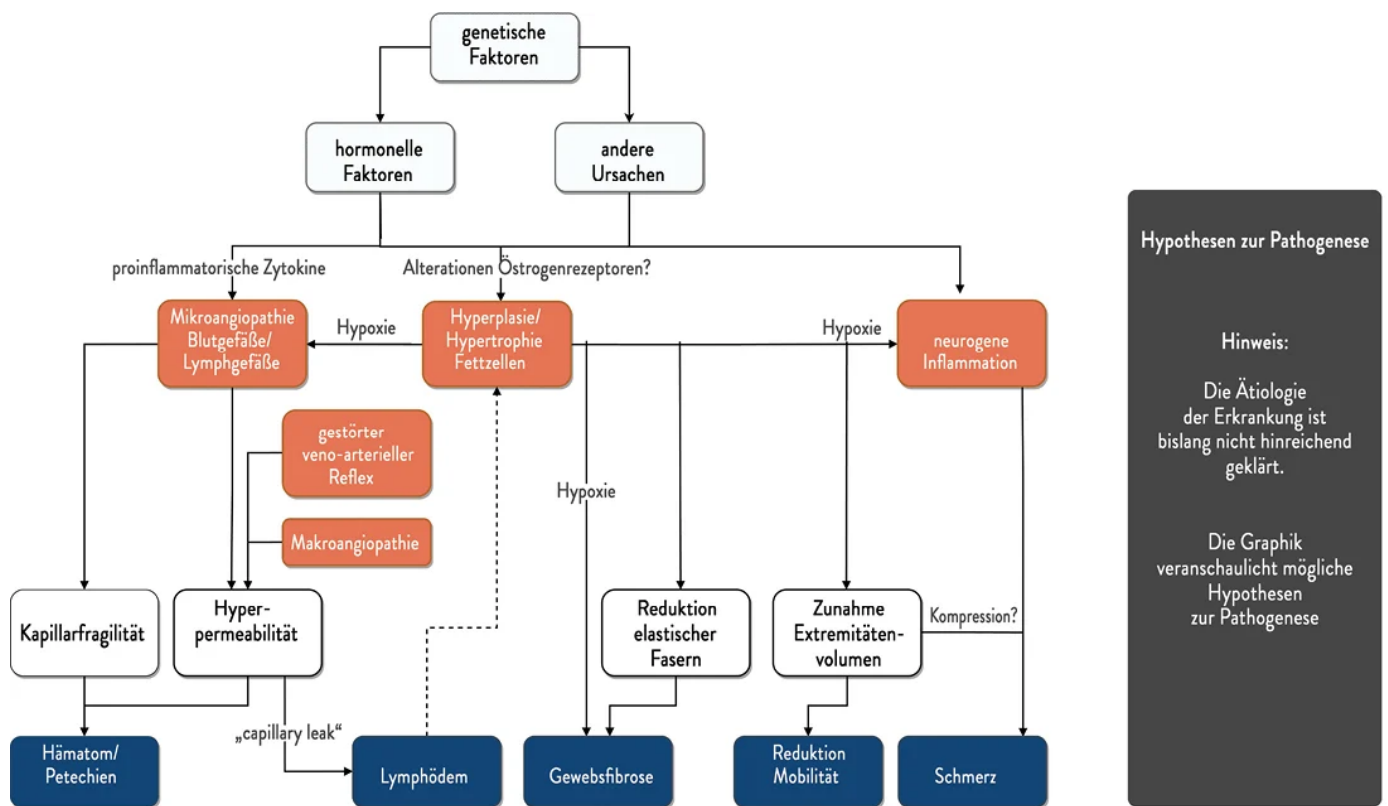 genetische
Faktoren
hormonelle
Faktoren
andere
Ursachen
proinflammatorische Zytokine
Alterationen Östrogenrezeptoren?
Mikroangiopathie
Blutgefäße/
Lymphgefäße
Hypoxie
Hyperplasie/
Hypertrophie
Fettzellen
Hypoxie
neurogene
Inflammation
gestörter
veno-arterieller
Reflex
Makroangiopathie
Hypoxie
Kapillarfragilität
Hyper-
permeabilität
Reduktion
elastischer
Fasern
Zunahme
Extremitäten-
volumen
Kompression?
„capillary leak“
Hämatom/
Petechien
Lymphödem
Gewebsfibrose
Reduktion
Mobilität
Schmerz
Hypothesen zur Pathogenese
Hinweis:
Die Ätiologie
der Erkrankung ist
bislang nicht hinreichend
geklärt.
Die Graphik
veranschaulicht mögliche
Hypothesen
zur Pathogenese